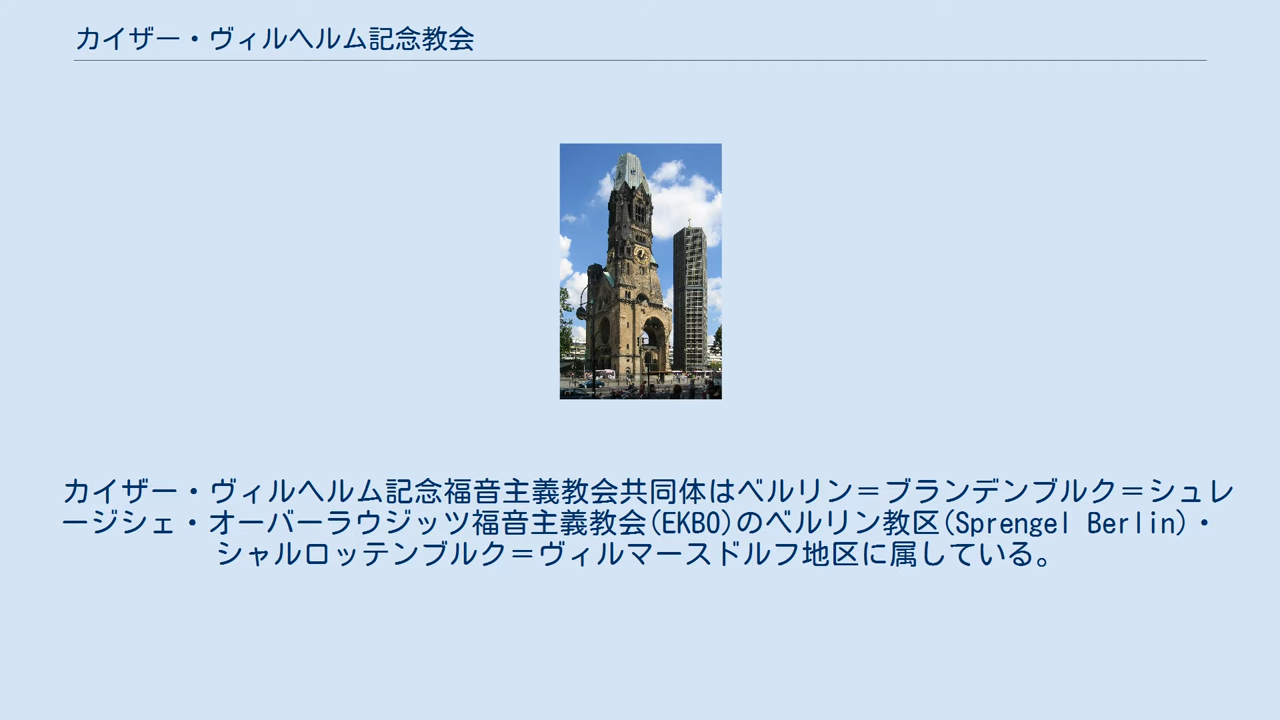 カイザー・ヴィルヘルム記念教会
カイザー・ヴィルヘルム記念福音主義教会共同体はベルリン＝ブランデンブルク＝シュレ
ージシェ・オーバーラウジッツ福音主義教会(EKBO)のベルリン教区(Sprengel Berlin)・
シャルロッテンブルク＝ヴィルマースドルフ地区に属している。